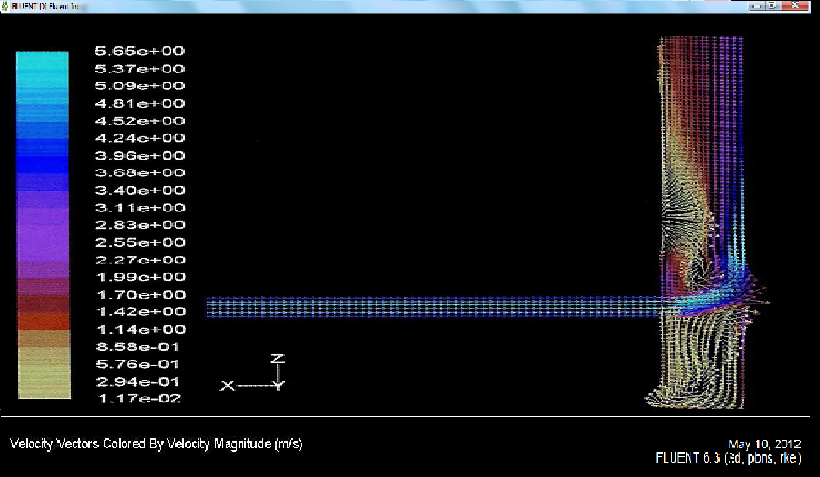 FLUENT [0] Fluent Inc
5.65e+00
5.37e+00
5.09e+00
4.81e+00
4.52e+00
4.24e+00
3.96e+00
3.68e+00
3.40e+00
3.11e+00
2.83e+00
2.55e+00
2.27e+00
1.99e+00
1.70e+00
1.42e+00
1.14e+00
8.58e-01
5.76e-01
2.94e-01
1.17e-02
Z
X Y
Velocity Vectors Colored By Velocity Magnitude (m/s)
May 10, 2012
FLUENT 6.3 (3d, pbns, rke)